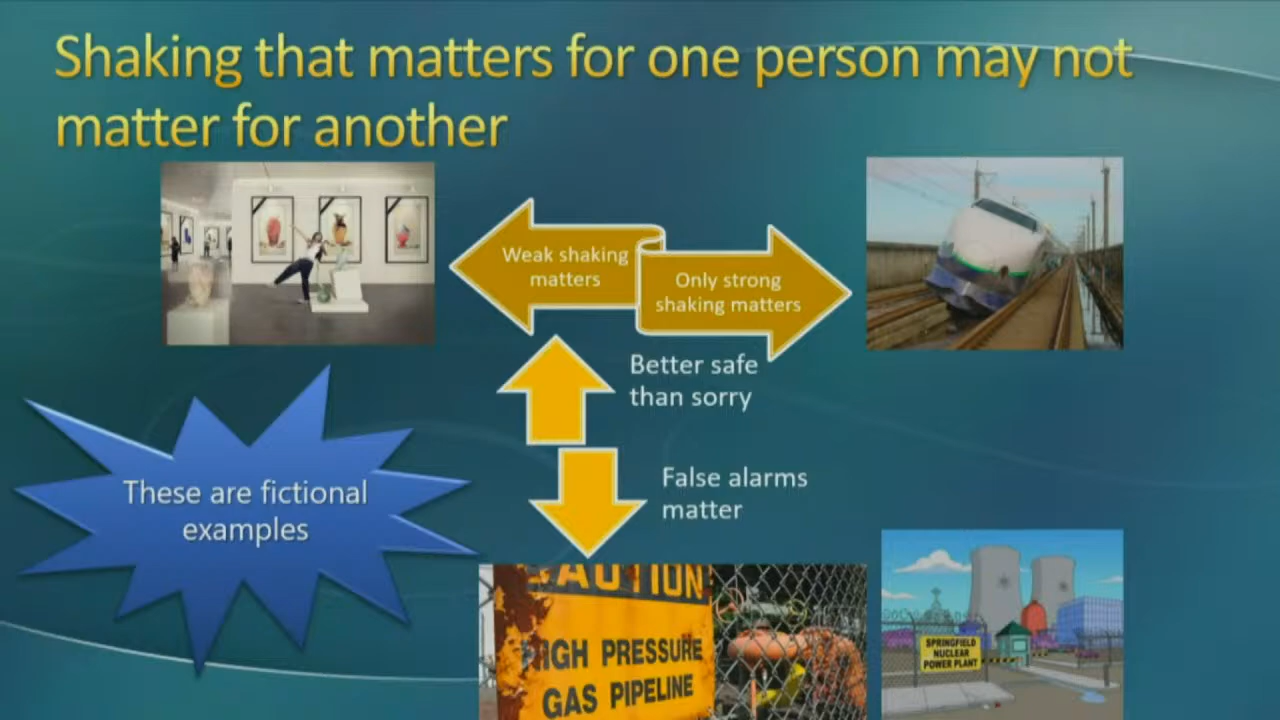 Shaking that matters for one person may not
matter for another
Weak shaking
matters
Only strong
shaking matters
Better safe
than sorry
False alarms
matter
These are fictional
examples
CAUTION
HIGH PRESSURE
GAS PIPELINE
SPRINGFIELD
NUCLEAR
POWER PLANT